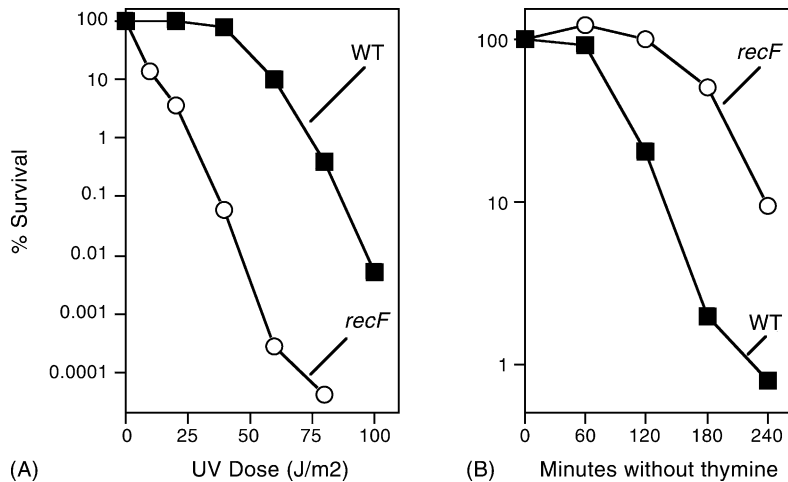 100
10
1
0.1
0.01
0.001
0.0001
% Survival
WT
recF
0 25 50 75 100
(A) UV Dose (J/m2)
100
10
1
recF
WT
0 60 120 180 240
(B) Minutes without thymine